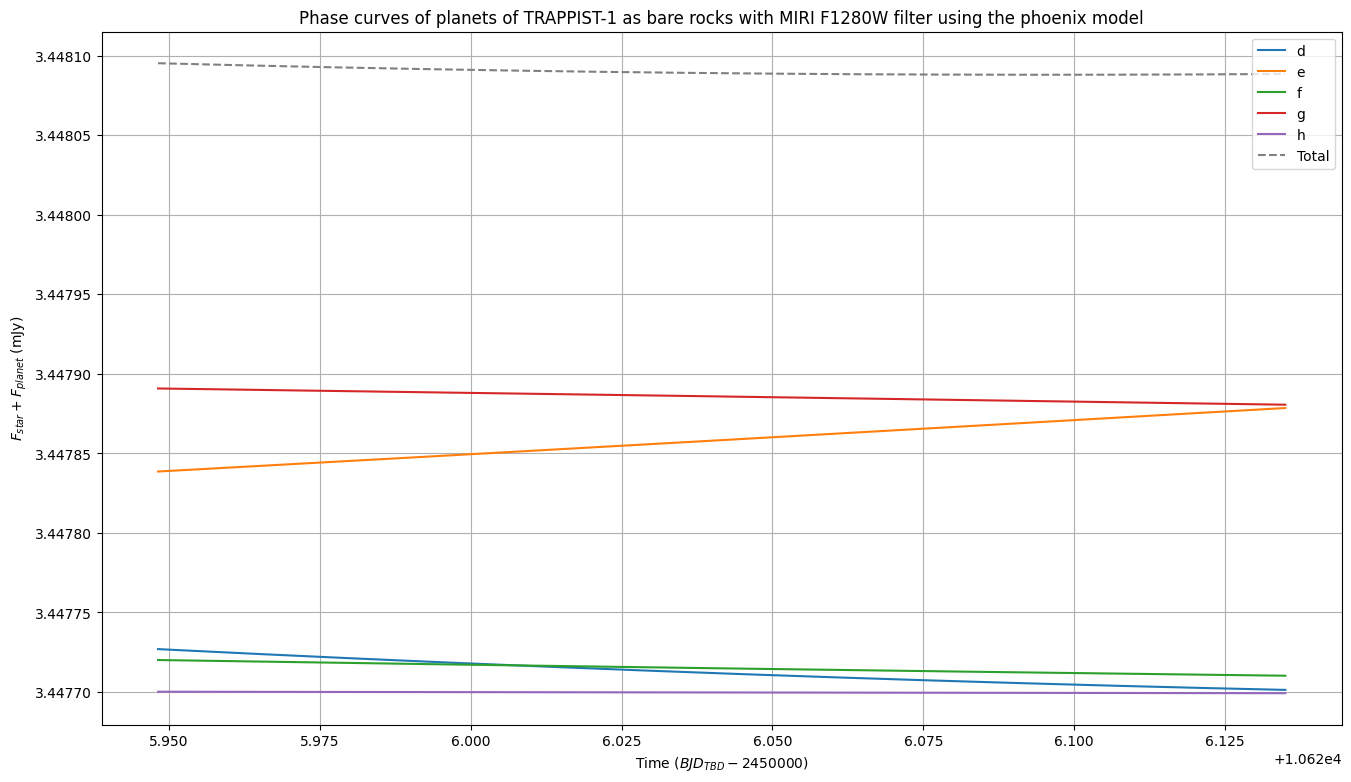 Phase curves of planets of TRAPPIST-1 as bare rocks with MIRI F1280W filter using the phoenix model
3.44810
3.44805
3.44800
3.44795
3.44790
3.44785
3.44780
3.44775
3.44770
F_{star} + F_{planet} (mJy)
d
e
f
g
h
Total
5.950
5.975
6.000
6.025
6.050
6.075
6.100
6.125
+1.062e4
Time (BJD_{TBD} − 2450000)